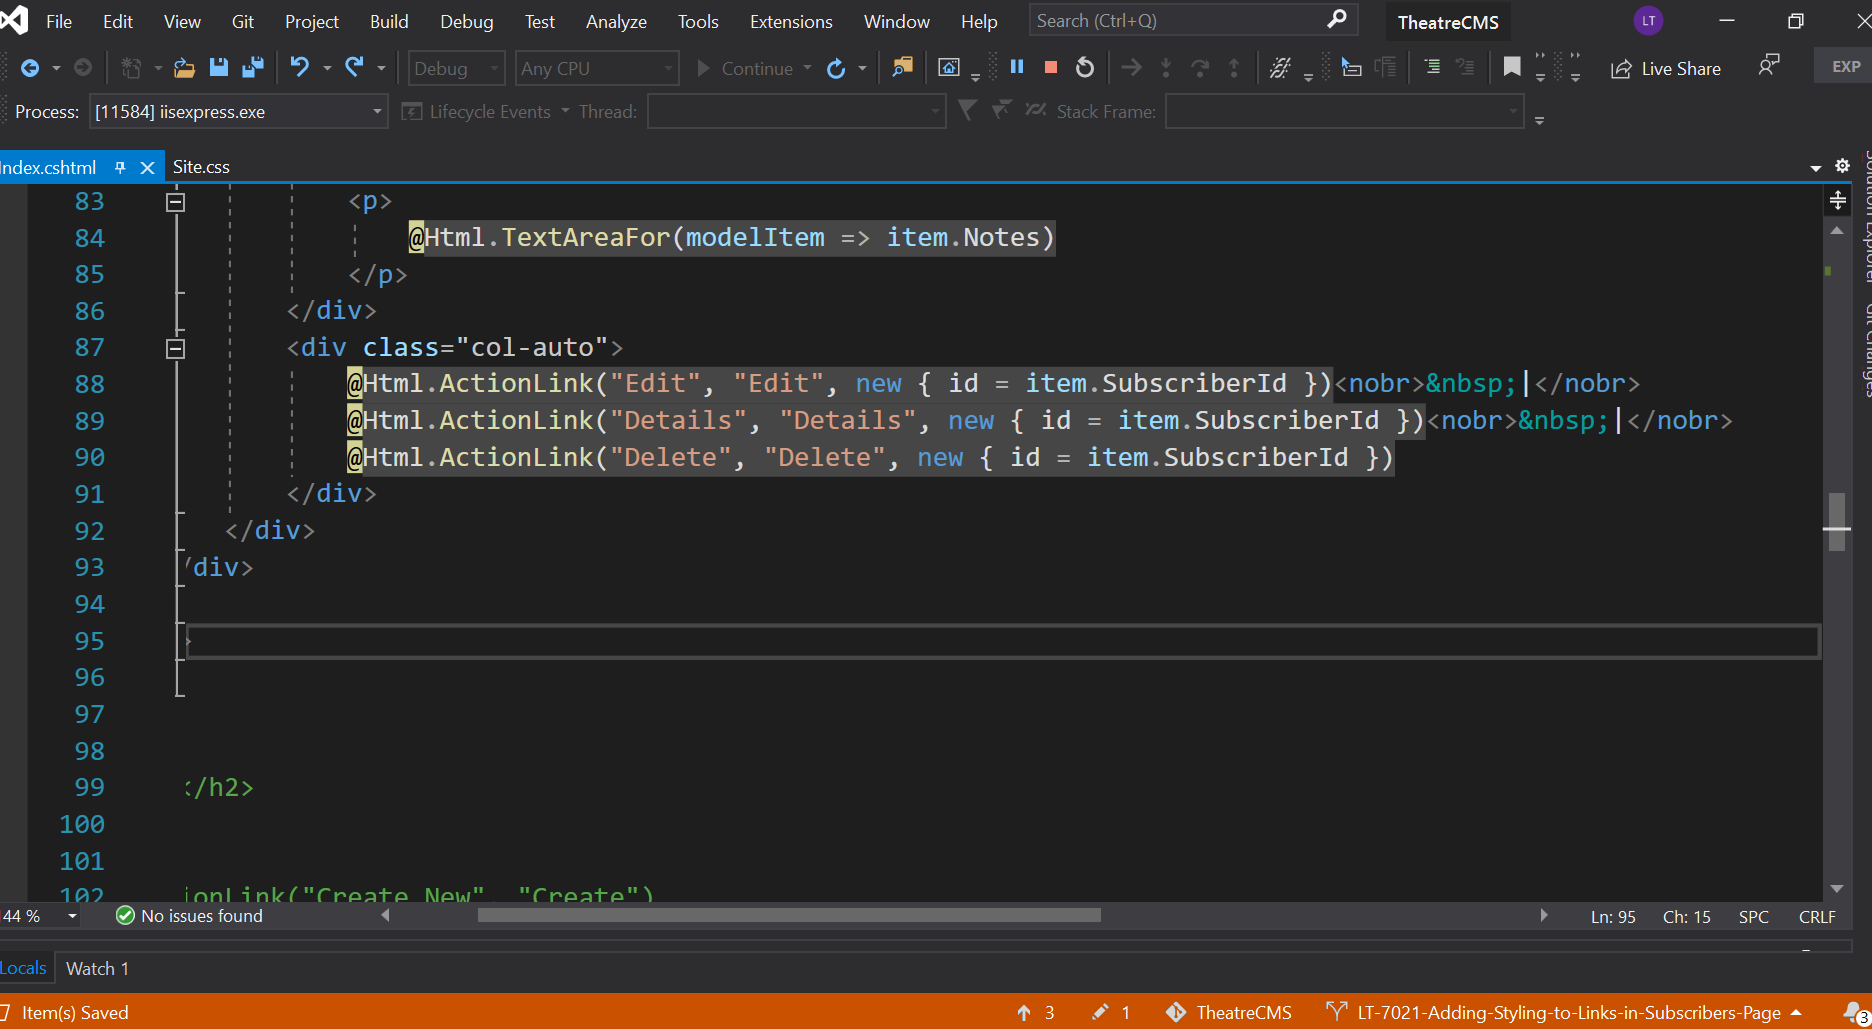 File Edit View Git Project Build Debug Test Analyze Tools Extensions Window Help Search (Ctrl+Q) TheatreCMS LT
Debug Any CPU Continue Live Share EXP
Process: [11584] iisexpress.exe Lifecycle Events Thread: Stack Frame:
Index.cshtml Site.css
Solution Explorer
Git Changes
83 <p>
84 @Html.TextAreaFor(modelItem => item.Notes)
85 </p>
86 </div>
87 <div class="col-auto">
88 @Html.ActionLink("Edit", "Edit", new { id = item.SubscriberId })<nobr>&nbsp;|</nobr>
89 @Html.ActionLink("Details", "Details", new { id = item.SubscriberId })<nobr>&nbsp;|</nobr>
90 @Html.ActionLink("Delete", "Delete", new { id = item.SubscriberId })
91 </div>
92 </div>
93 /div>
94
95 >
96
97
98
99 </h2>
100
101
102 ionLink("Create New", "Create")
144 % No issues found Ln: 95 Ch: 15 SPC CRLF
Locals Watch 1
Item(s) Saved 3 1 TheatreCMS LT-7021-Adding-Styling-to-Links-in-Subscribers-Page 3